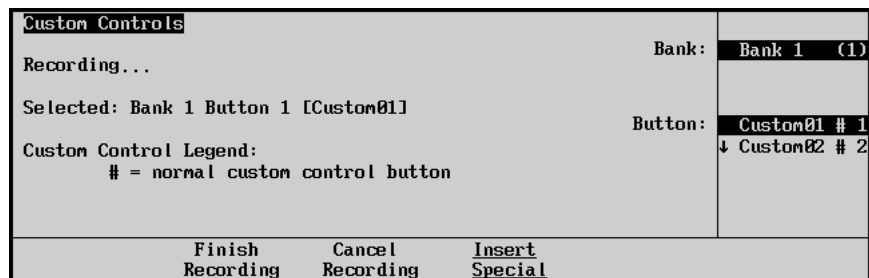 Custom Controls
Bank: Bank 1 (1)
Recording...
Selected: Bank 1 Button 1 [Custom01]
Button: Custom01 # 1
Custom Control Legend:
↓ Custom02 # 2
# = normal custom control button
Finish Recording
Cancel Recording
Insert Special